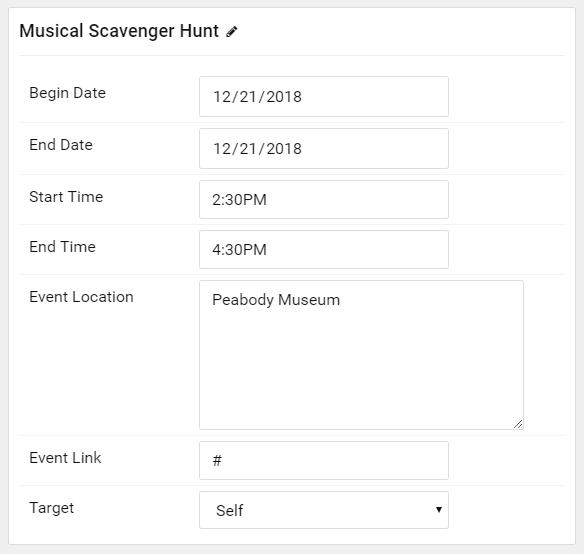 Musical Scavenger Hunt
Begin Date 12/21/2018
End Date 12/21/2018
Start Time 2:30PM
End Time 4:30PM
Event Location Peabody Museum
Event Link #
Target Self